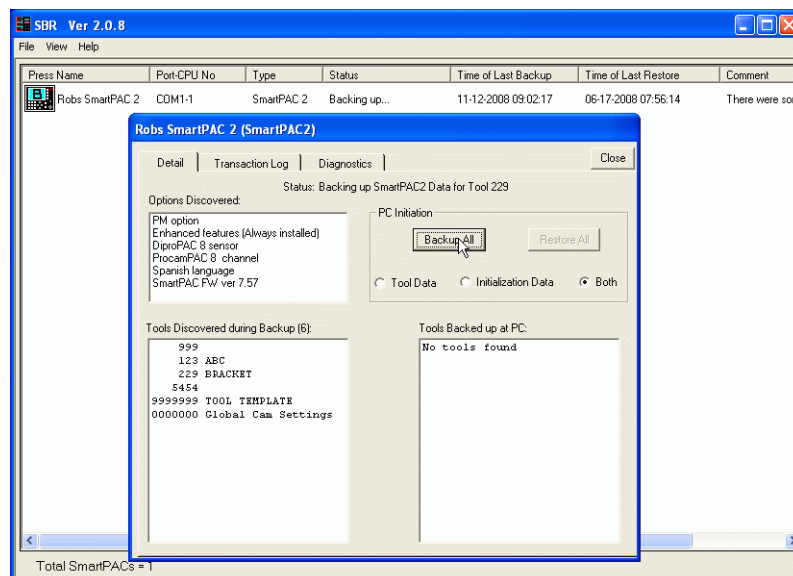 SBR Ver 2.0.8
File View Help
Press Name Port-CPU No Type Status Time of Last Backup Time of Last Restore Comment
Robs SmartPAC 2 COM1-1 SmartPAC 2 Backing up... 11-12-2008 09:02:17 06-17-2008 07:56:14 There were
Robs SmartPAC 2 (SmartPAC2)
Detail Transaction Log Diagnostics Close
Status: Backing up SmartPAC2 Data for Tool 229
Options Discovered:
PM option
Enhanced features (Always installed)
DiproPAC 8 sensor
ProcamPAC 8 channel
Spanish language
SmartPAC FW ver 7.57
PC Initiation
Backup All Restore All
Tool Data Initialization Data Both
Tools Discovered during Backup (6):
999
123 ABC
229 BRACKET
5454
9999999 TOOL TEMPLATE
0000000 Global Cam Settings
Tools Backed up at PC:
No tools found
Total SmartPACs = 1